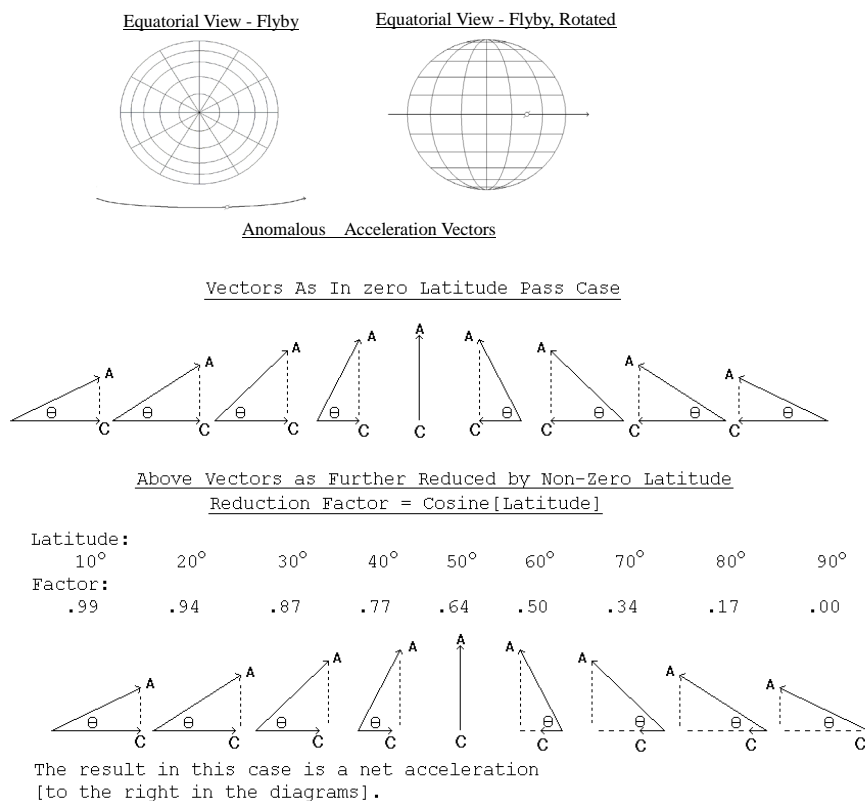 Equatorial View - Flyby
Equatorial View - Flyby, Rotated
Anomalous Acceleration Vectors
Vectors As In zero Latitude Pass Case
A A A A A A A A A
θ θ θ θ θ θ θ θ
C C C C C C C C C
Above Vectors as Further Reduced by Non-Zero Latitude
Reduction Factor = Cosine[Latitude]
Latitude:
10° 20° 30° 40° 50° 60° 70° 80° 90°
Factor:
.99 .94 .87 .77 .64 .50 .34 .17 .00
A A A A A A A A A
θ θ θ θ θ θ θ θ
C C C C C C C C C
The result in this case is a net acceleration
[to the right in the diagrams].